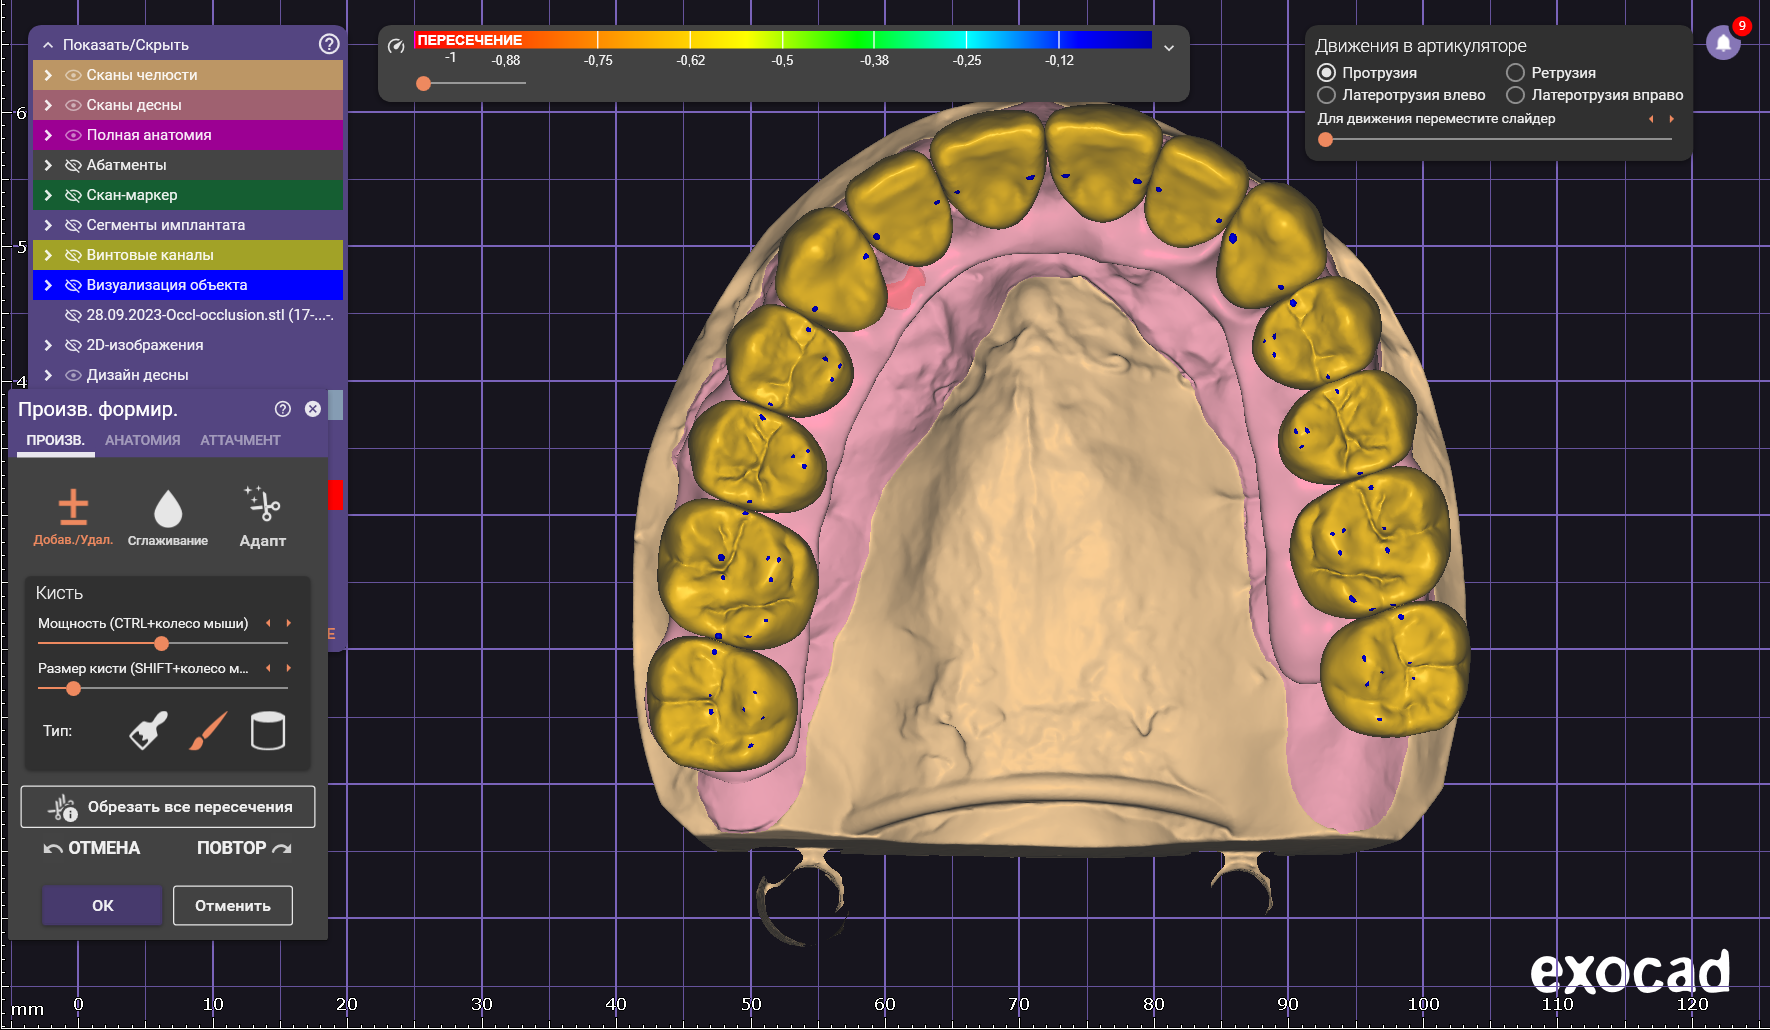 Показать/Скрыть
Сканы челюсти
Сканы десны
Полная анатомия
Абатменты
Скан-маркер
Сегменты имплантата
Винтовые каналы
Визуализация объекта
28.09.2023-Occl-occlusion.stl (17-...-.
2D-изображения
Дизайн десны
Произв. формир.
ПРОИЗВ. АНАТОМИЯ АТТАЧМЕНТ
Добав./Удал. Сглаживание Адапт
Кисть
Мощность (CTRL+колесо мыши)
Размер кисти (SHIFT+колесо м...
Тип:
Обрезать все пересечения
ОТМЕНА ПОВТОР
ОК Отменить
Е
ПЕРЕСЕЧЕНИЕ
-1 -0,88 -0,75 -0,62 -0,5 -0,38 -0,25 -0,12
Движения в артикуляторе
Протрузия Ретрузия
Латеротрузия влево Латеротрузия вправо
Для движения переместите слайдер
9
6
5
4
exocad
mm 0 10 20 30 40 50 60 70 80 90 100 110 120